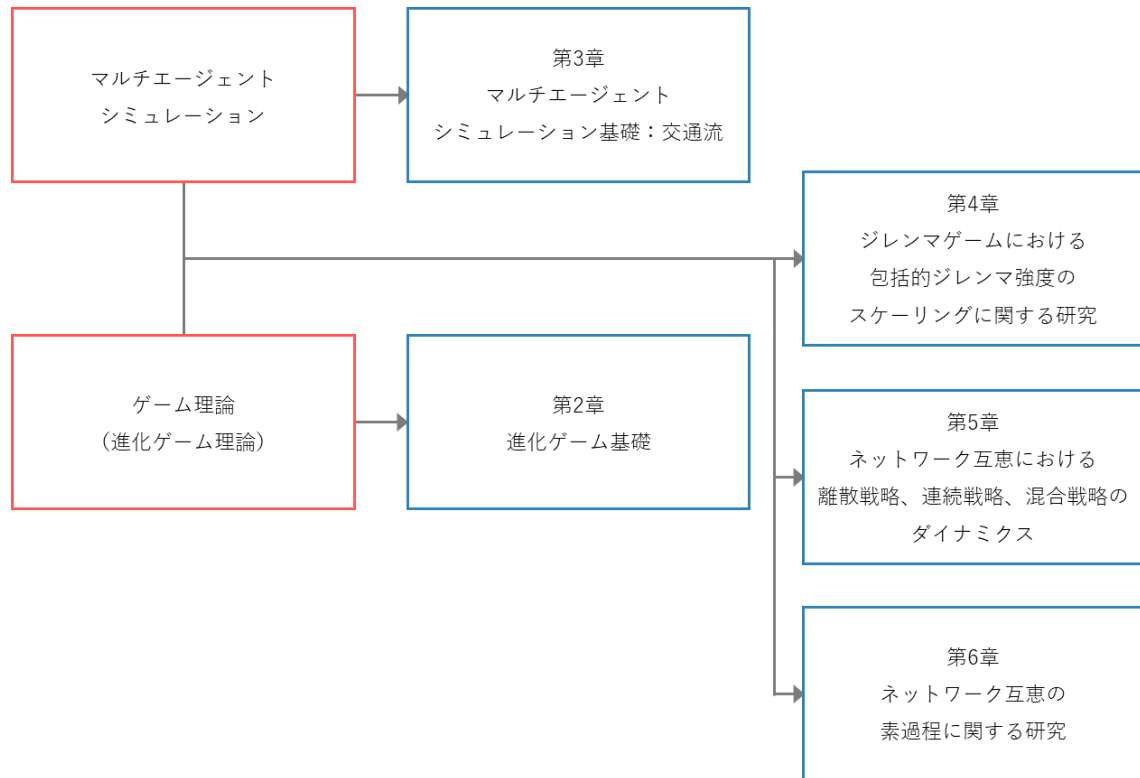 マルチエージェント
シミュレーション
第3章
マルチエージェント
シミュレーション基礎：交通流
第4章
ジレンマゲームにおける
包括的ジレンマ強度の
スケーリングに関する研究
ゲーム理論
（進化ゲーム理論）
第2章
進化ゲーム基礎
第5章
ネットワーク互恵における
離散戦略、連続戦略、混合戦略の
ダイナミクス
第6章
ネットワーク互恵の
素過程に関する研究